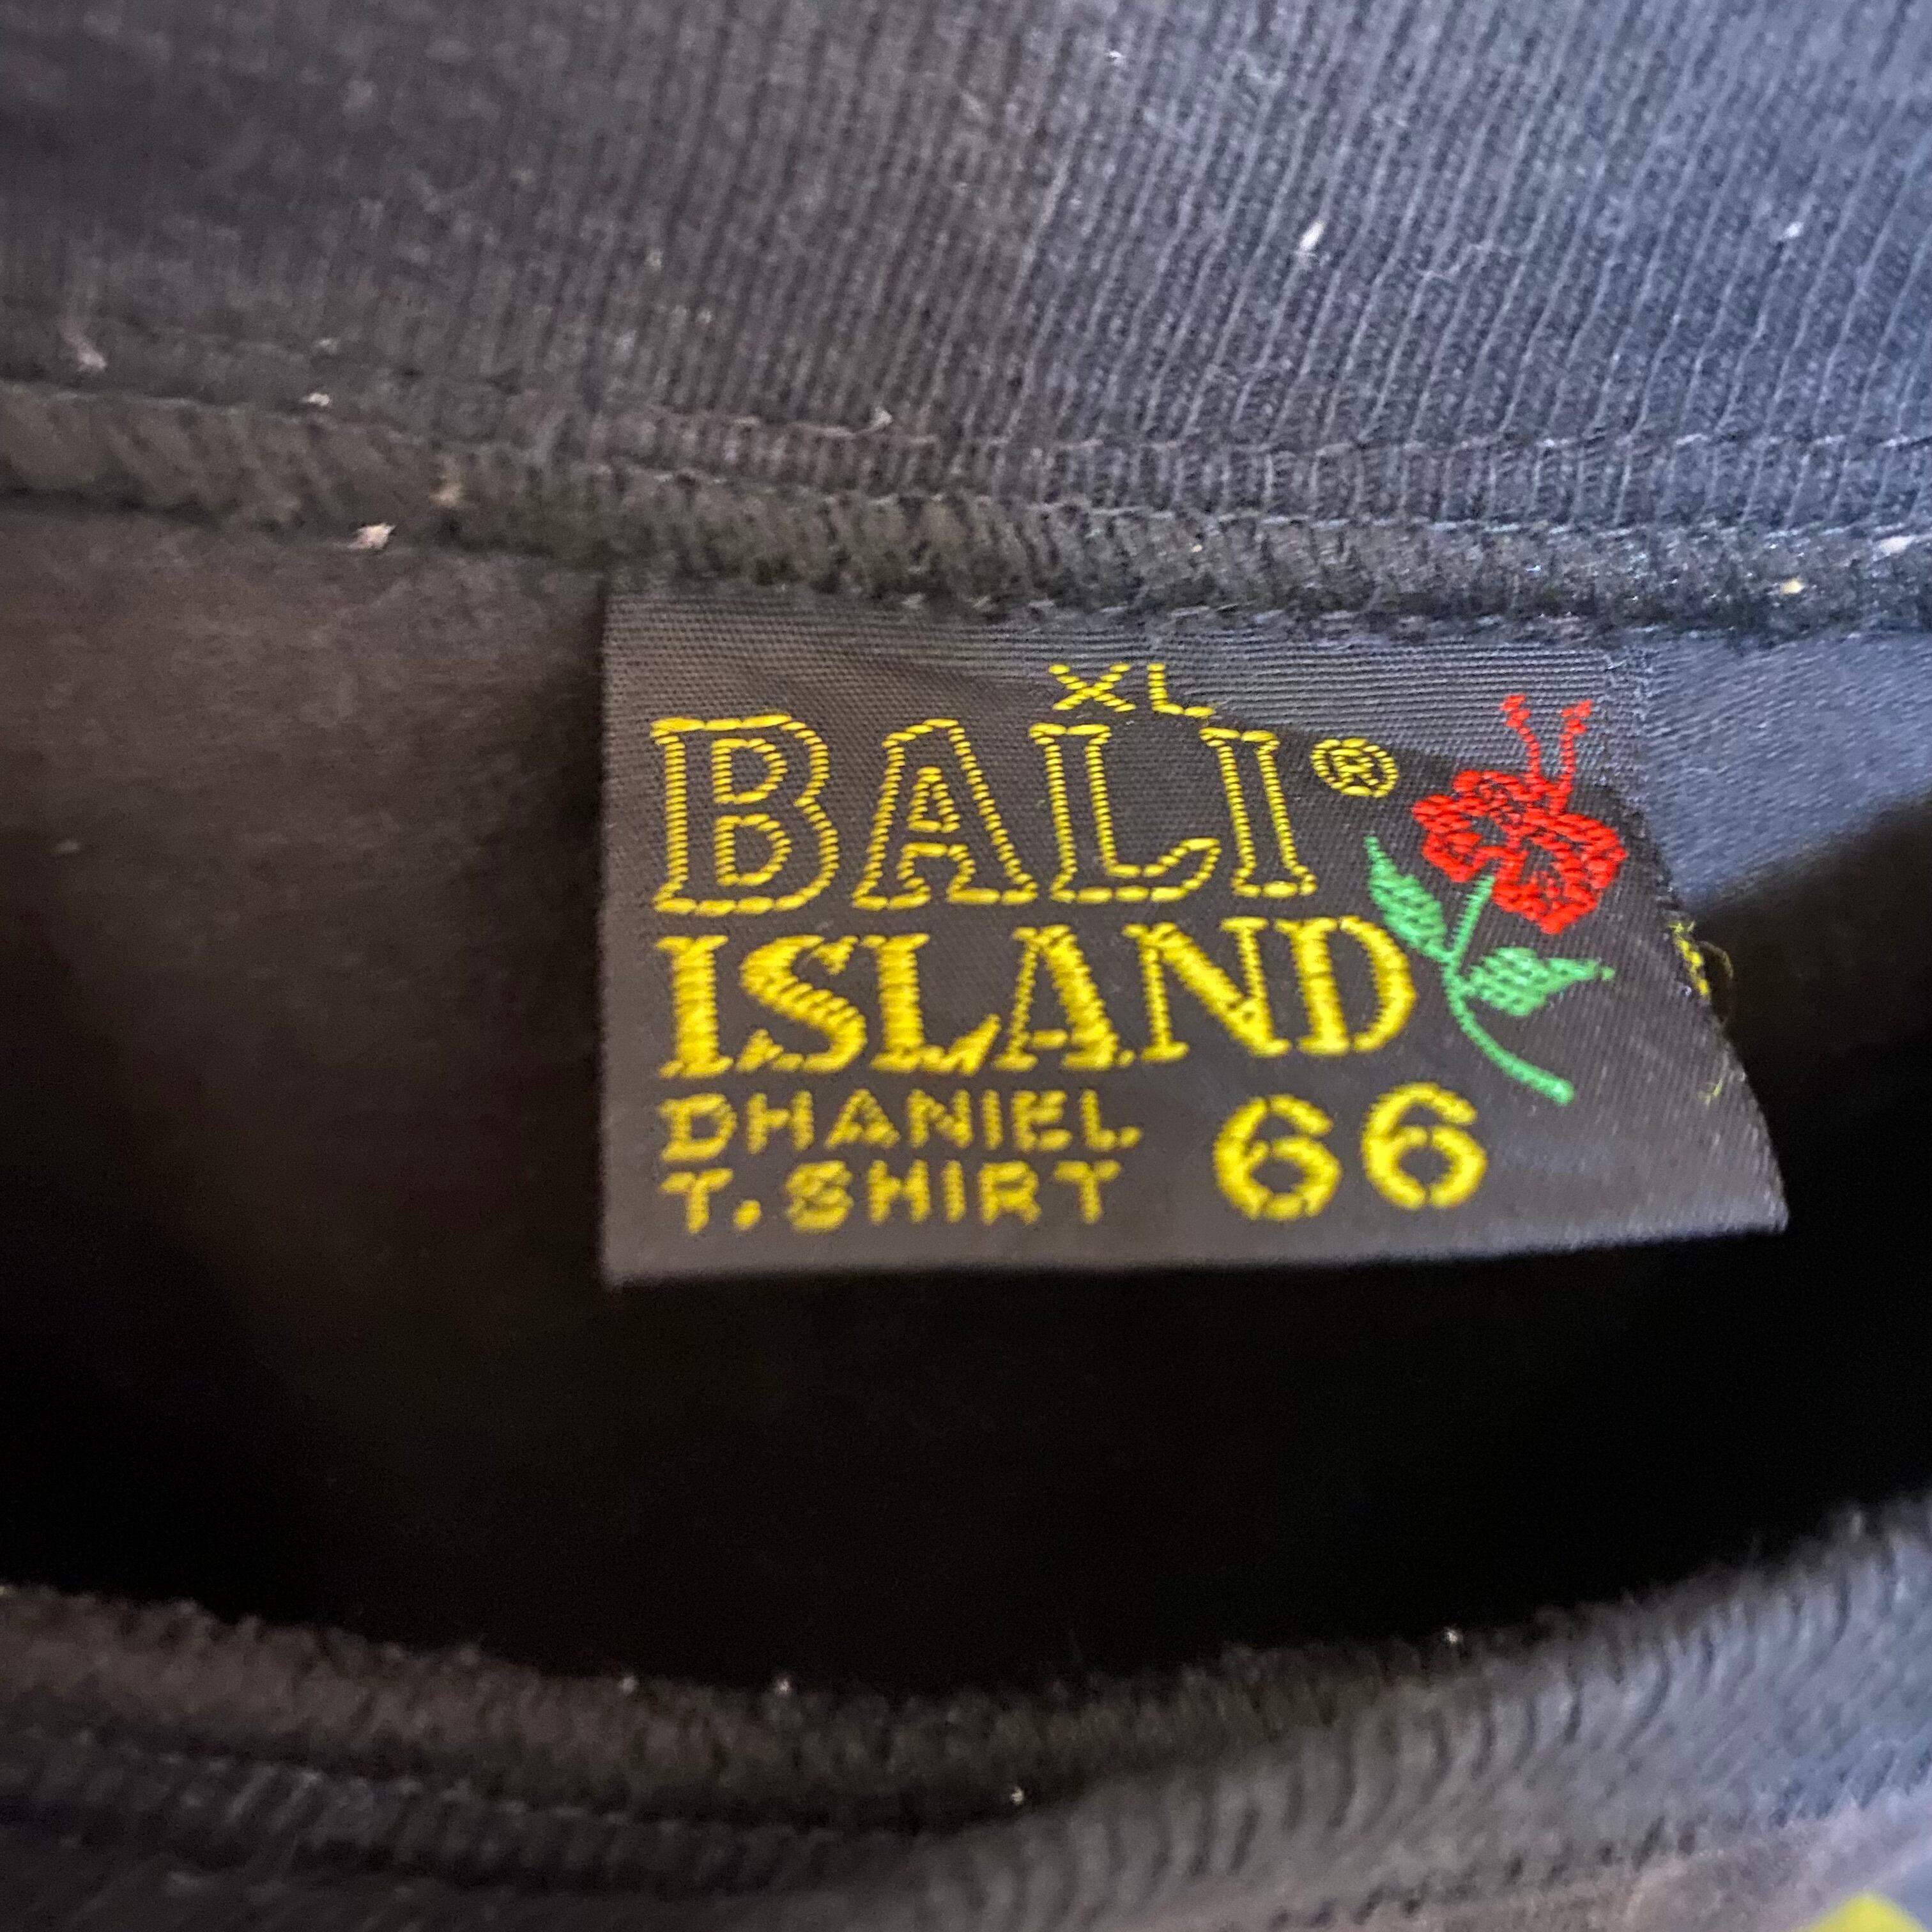 XL
BALI ®
ISLAND
DHANIEL
T.SHIRT 66